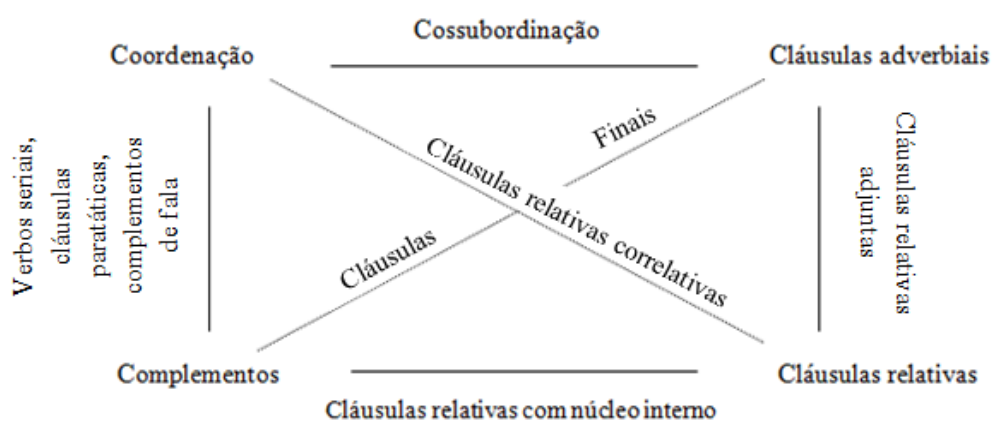 Cossubordinação
Coordenação
Cláusulas adverbiais
Verbos seriais,
cláusulas
paratáticas,
complementos
de fala
Cláusulas relativas correlativas
Cláusulas Finais
Cláusulas relativas
adjuntas
Complementos
Cláusulas relativas
Cláusulas relativas com núcleo interno